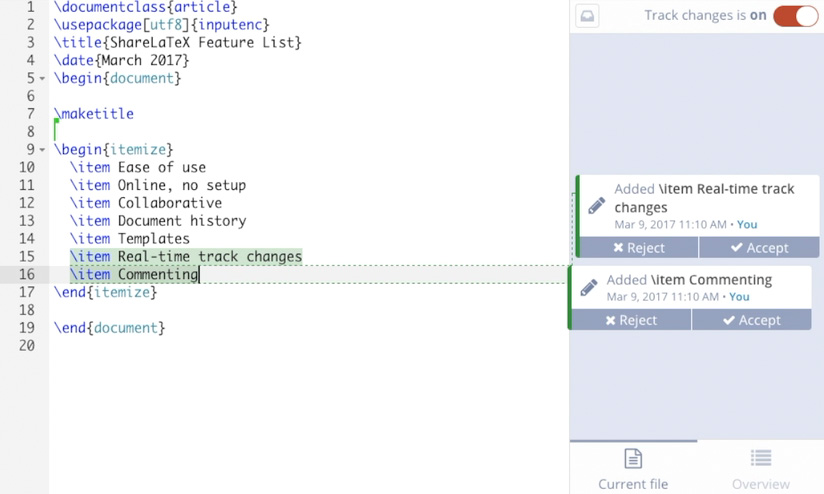 1 \documentclass{article}
2 \usepackage[utf8]{inputenc}
3 \title{ShareLaTeX Feature List}
4 \date{March 2017}
5 \begin{document}
6
7 \maketitle
8
9 \begin{itemize}
10 \item Ease of use
11 \item Online, no setup
12 \item Collaborative
13 \item Document history
14 \item Templates
15 \item Real-time track changes
16 \item Commenting
17 \end{itemize}
18
19 \end{document}
20
Track changes is on
Added \item Real-time track
changes
Mar 9, 2017 11:10 AM • You
Reject Accept
Added \item Commenting
Mar 9, 2017 11:10 AM • You
Reject Accept
Current file Overview